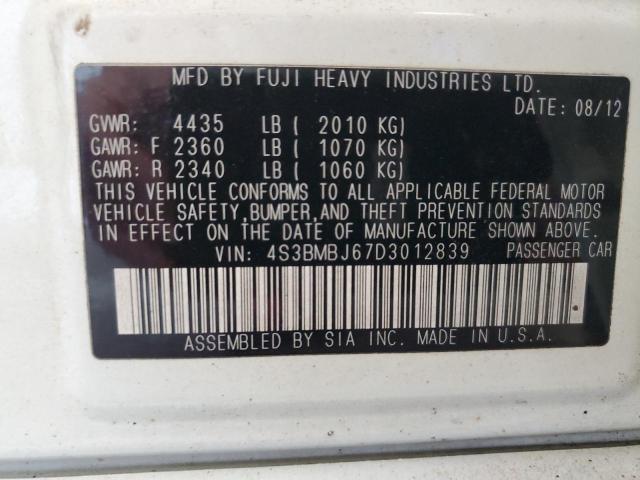 MFD BY FUJI HEAVY INDUSTRIES LTD.
DATE: 08/12
GVWR: 4435 LB ( 2010 KG)
GAWR: F 2360 LB ( 1070 KG)
GAWR: R 2340 LB ( 1060 KG)
THIS VEHICLE CONFORMS TO ALL APPLICABLE FEDERAL MOTOR
VEHICLE SAFETY,BUMPER,AND THEFT PREVENTION STANDARDS
IN EFFECT ON THE DATE OF MANUFACTURE SHOWN ABOVE.
VIN: 4S3BMBJ67D3012839 PASSENGER CAR
ASSEMBLED BY SIA INC. MADE IN U.S.A.